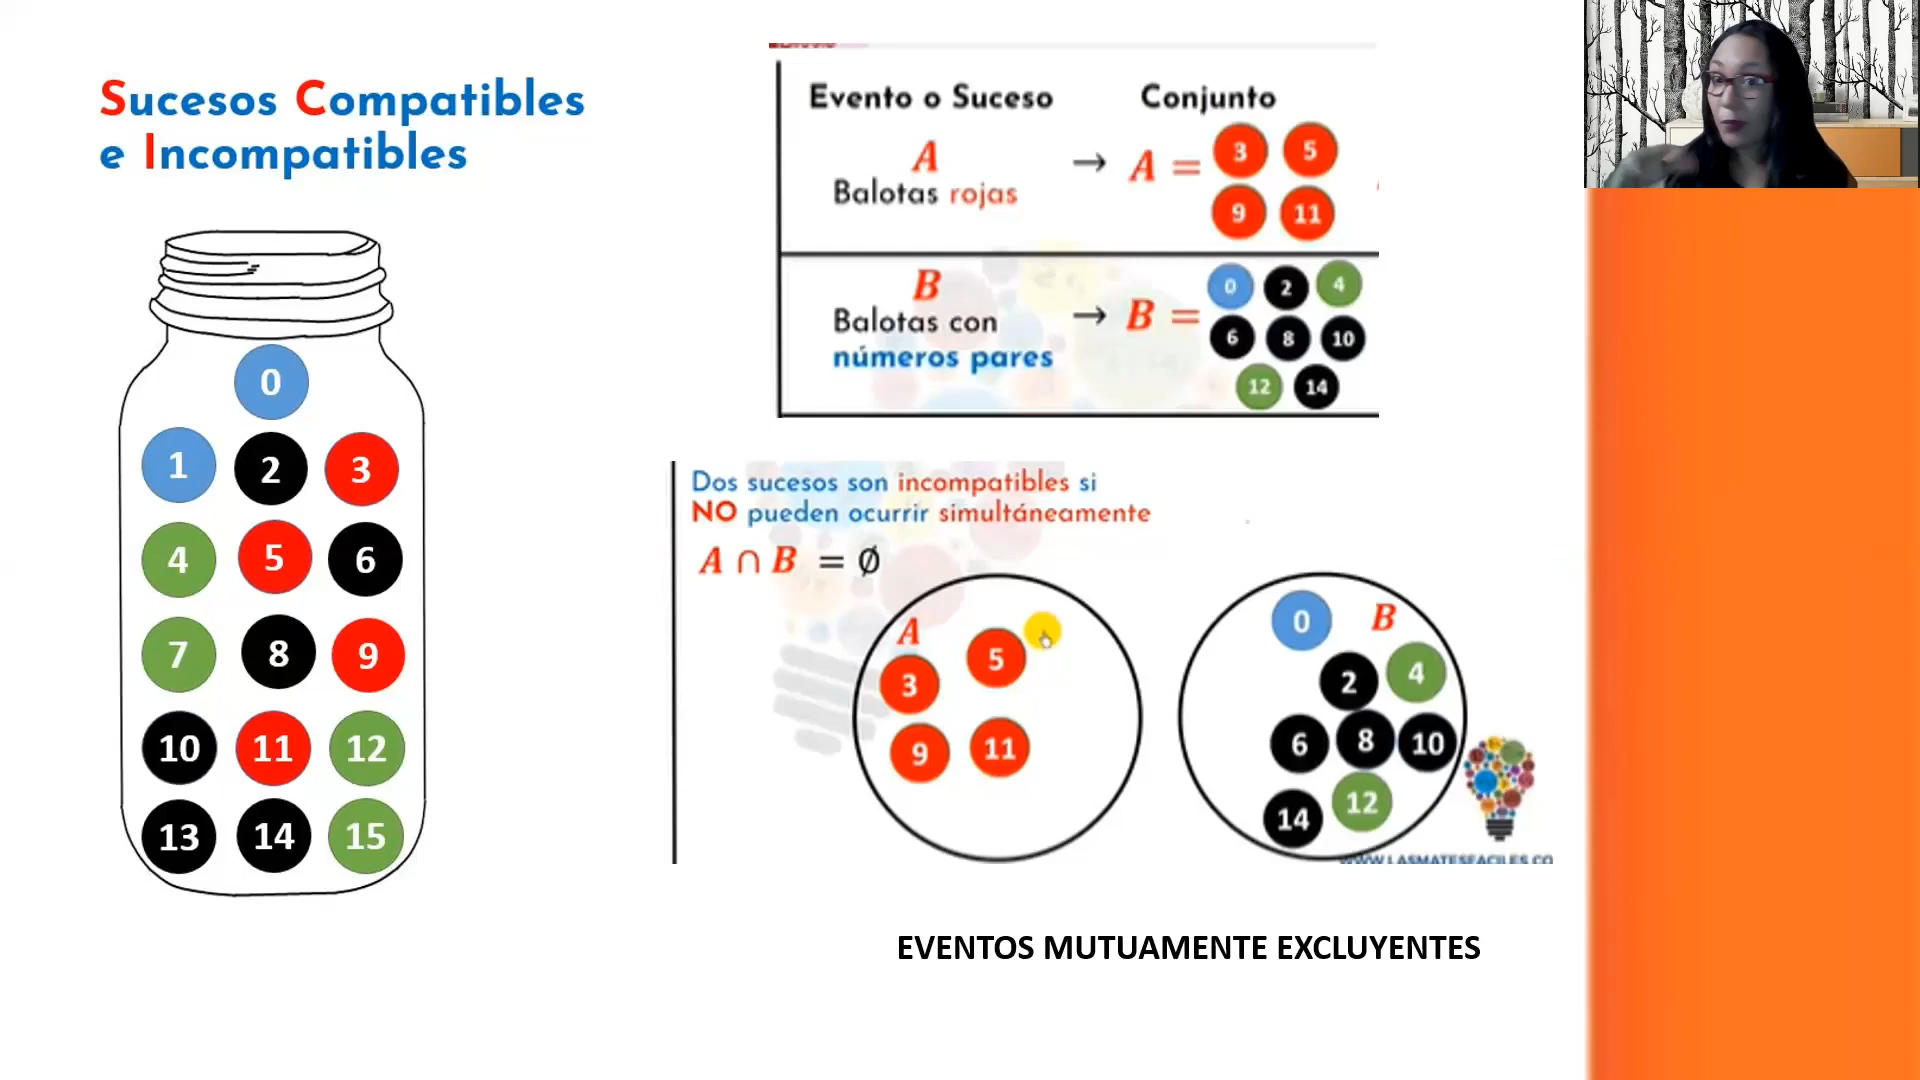 Sucesos Compatibles
e Incompatibles
0
1 2 3
4 5 6
7 8 9
10 11 12
13 14 15
Evento o Suceso Conjunto
A → A = 3 5
Balotas rojas 9 11
B → B = 0 2 4
Balotas con 6 8 10
números pares 12 14
Dos sucesos son incompatibles si
NO pueden ocurrir simultáneamente
A ∩ B = ∅
A 5
3
9 11
0 B
2 4
6 8 10
14 12
WWW.LASMATESFACILES.CO
EVENTOS MUTUAMENTE EXCLUYENTES